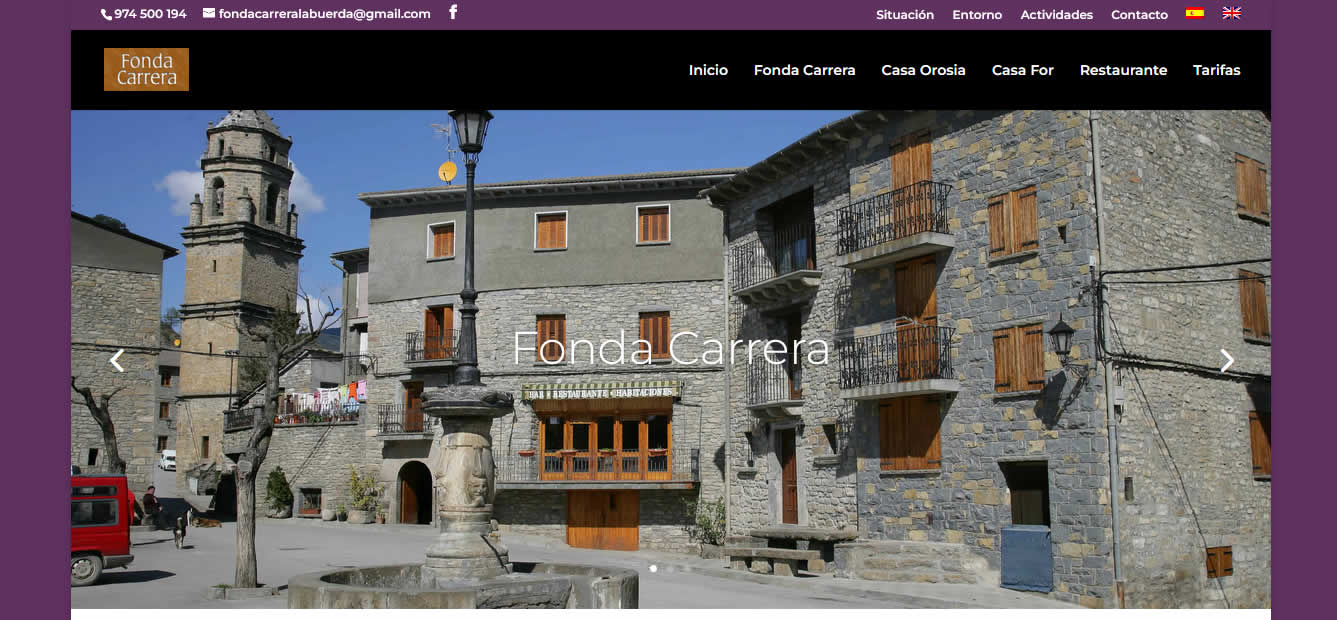 974 500 194 fondacarreralabuerda@gmail.com Situación Entorno Actividades Contacto
Fonda
Carrera
Inicio Fonda Carrera Casa Orosia Casa For Restaurante Tarifas
Fonda Carrera
BAR • RESTAURANTE • HABITACIONES